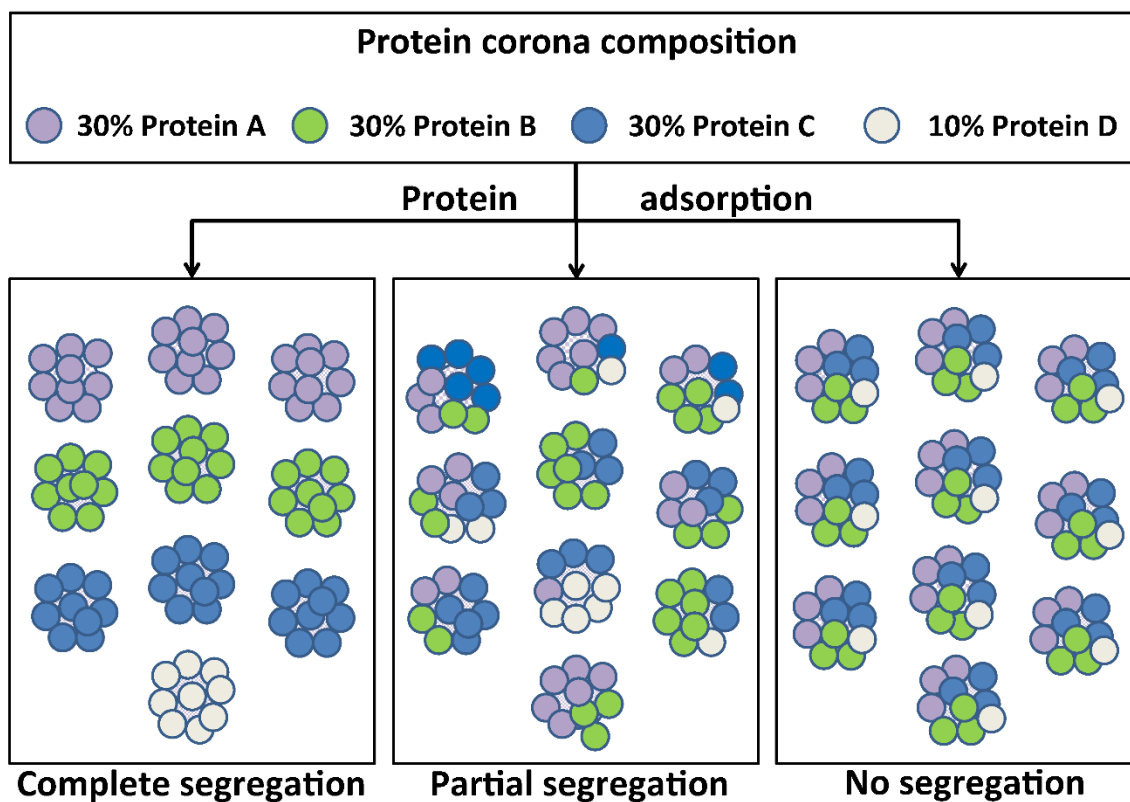 Protein corona composition
30% Protein A 30% Protein B 30% Protein C 10% Protein D
Protein adsorption
Complete segregation Partial segregation No segregation